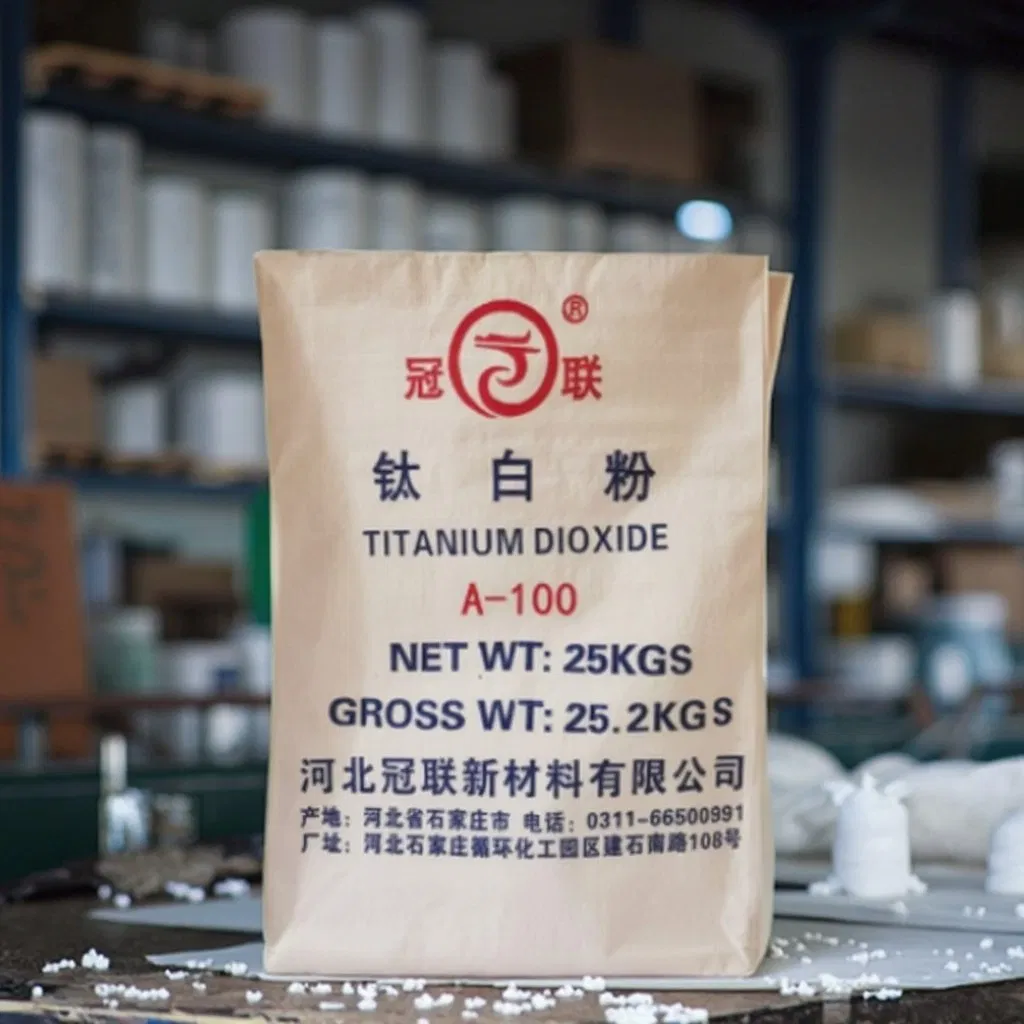 ®
冠 联
钛 白 粉
TITANIUM DIOXIDE
A-100
NET WT: 25KGS
GROSS WT: 25.2KGS
河北冠联新材料有限公司
产地: 河北省石家庄市 电话: 0311-66500991
厂址: 河北石家庄循环化工园区建石南路108号